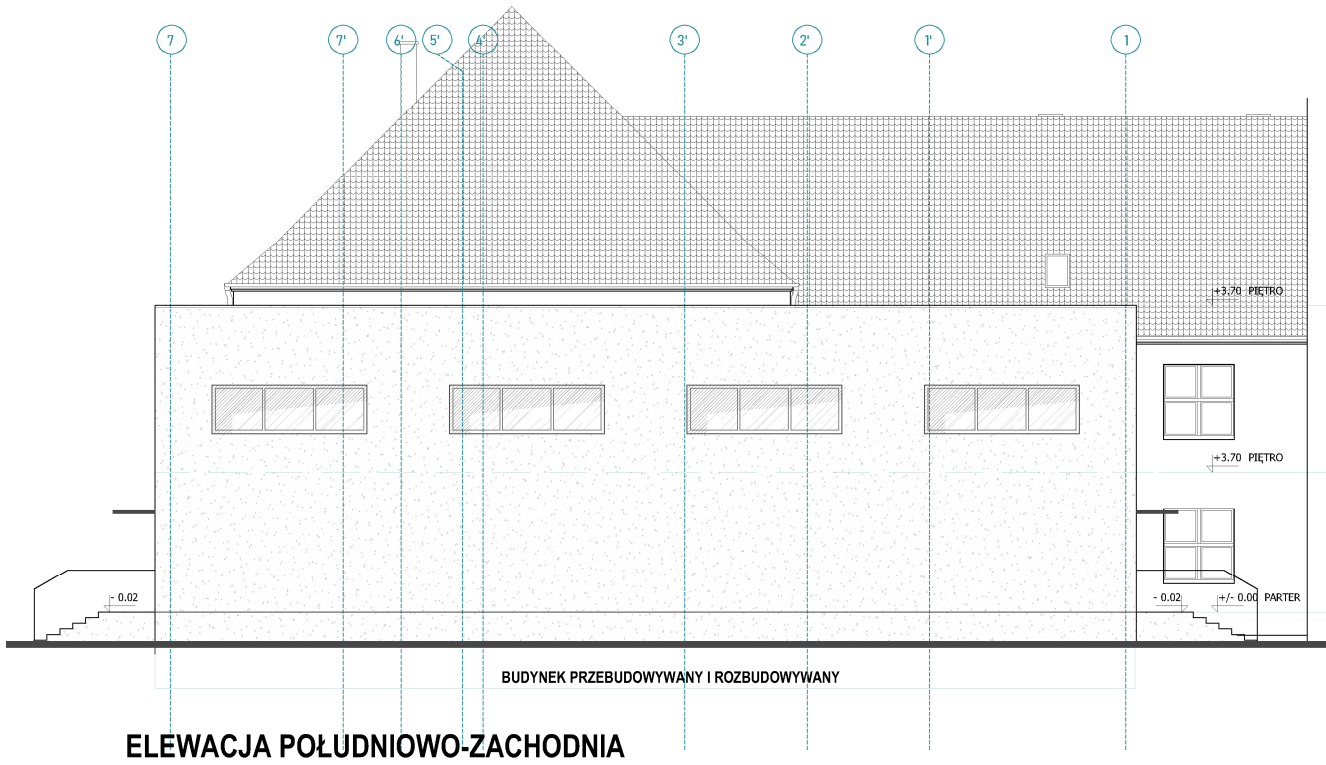 7 7' 6' 5' 4' 3' 2' 1' 1
+3.70 PIĘTRO
+3.70 PIĘTRO
- 0.02
- 0.02
+/- 0.00 PARTER
BUDYNEK PRZEBUDOWYWANY I ROZBUDOWYWANY
ELEWACJA POŁUDNIOWO-ZACHODNIA